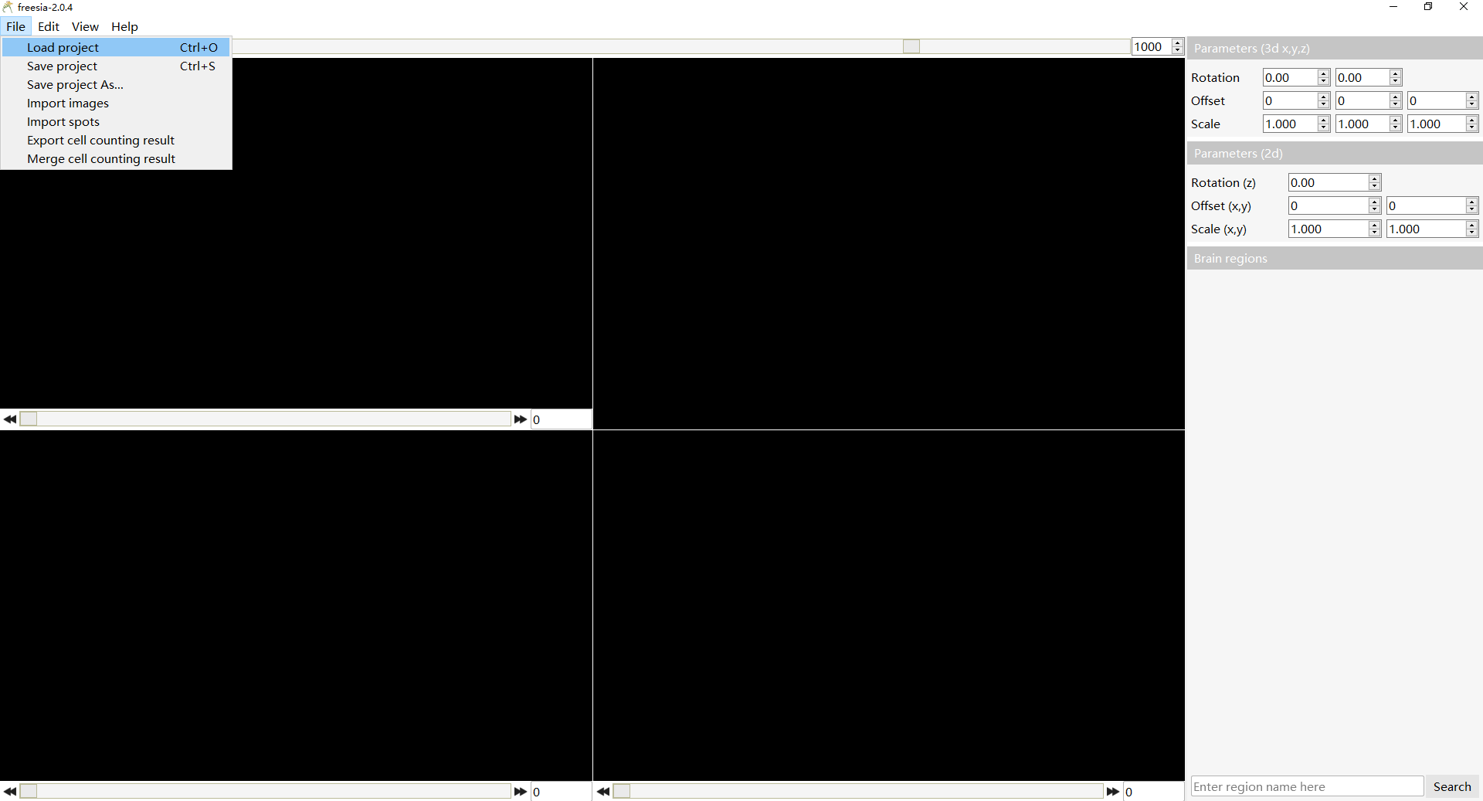 freesia-2.0.4
File Edit View Help
Load project Ctrl+O
Save project Ctrl+S
Save project As...
Import images
Import spots
Export cell counting result
Merge cell counting result
1000
Parameters (3d x,y,z)
Rotation 0.00 0.00
Offset 0 0 0
Scale 1.000 1.000 1.000
Parameters (2d)
Rotation (z) 0.00
Offset (x,y) 0 0
Scale (x,y) 1.000 1.000
Brain regions
0
0
0
Enter region name here Search